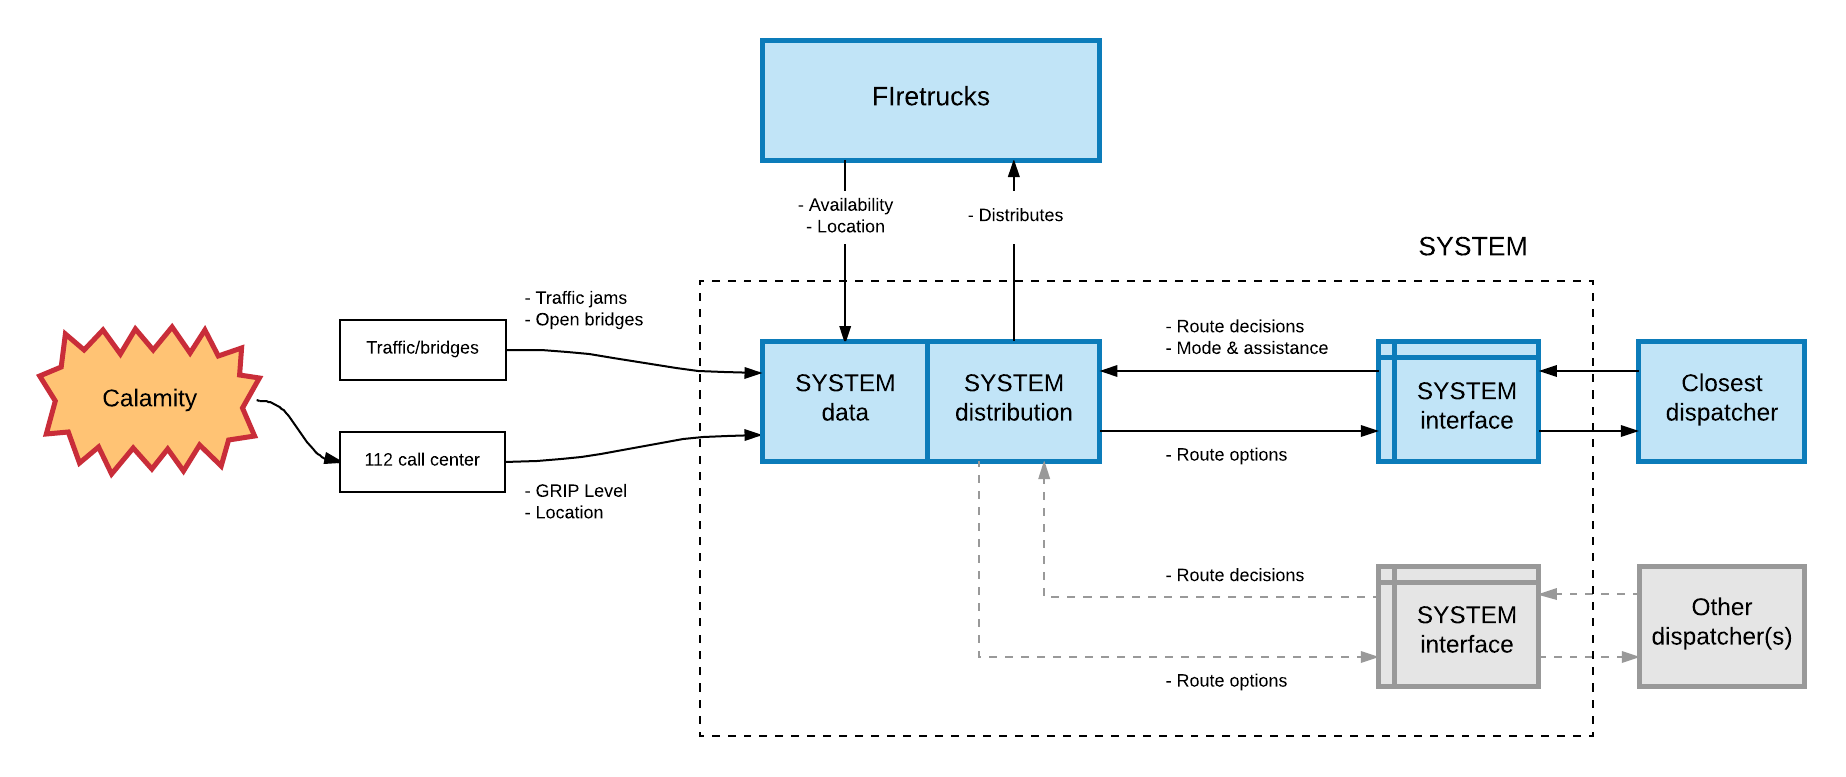 FIretrucks
- Availability
- Location
- Distributes
SYSTEM
- Traffic jams
- Open bridges
Traffic/bridges
Calamity
112 call center
- GRIP Level
- Location
SYSTEM
data
SYSTEM
distribution
- Route decisions
- Mode & assistance
- Route options
SYSTEM
interface
Closest
dispatcher
- Route decisions
- Route options
SYSTEM
interface
Other
dispatcher(s)